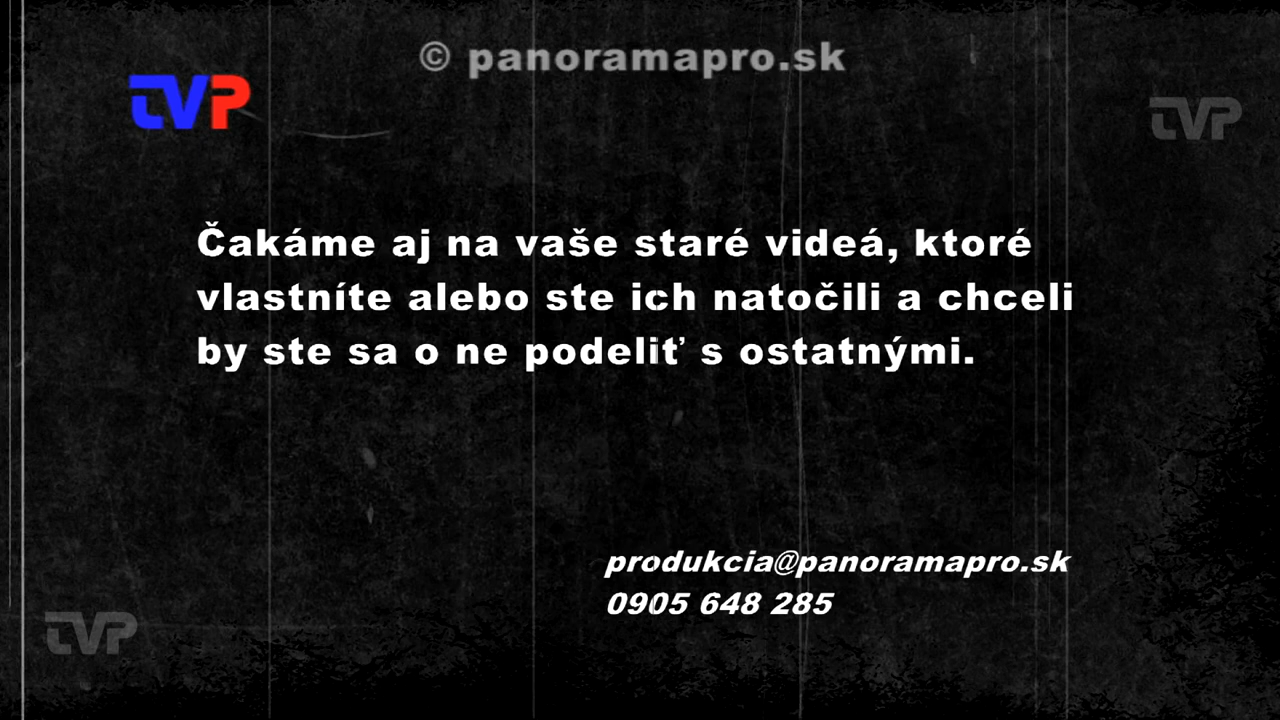 © panoramapro.sk
TVP
TVP
Čakáme aj na vaše staré videá, ktoré
vlastníte alebo ste ich natočili a chceli
by ste sa o ne podeliť s ostatnými.
produkcia@panoramapro.sk
0905 648 285
TVP